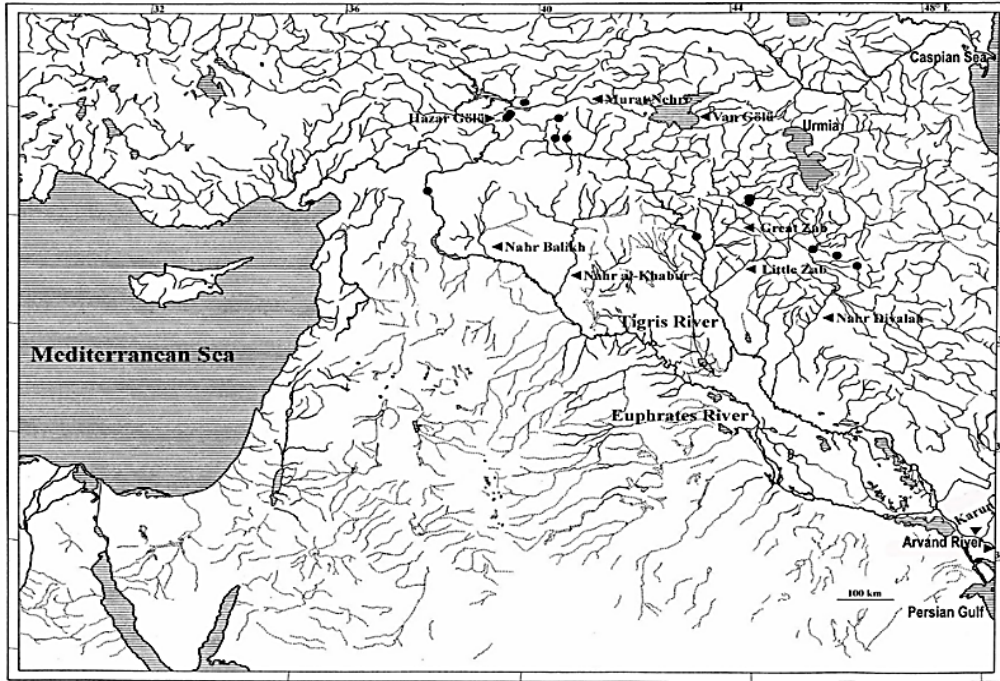 32
36
40
44
48° E
Caspian Sea
Murat Nehri
Hazar Gölü
Van Gölü
Urmia
Great Zab
Nahr Balikh
Little Zab
Nahr al-Khabur
Nahr Diyalah
Tigris River
Mediterranean Sea
Euphrates River
Karun
Arvand River
100 km
Persian Gulf